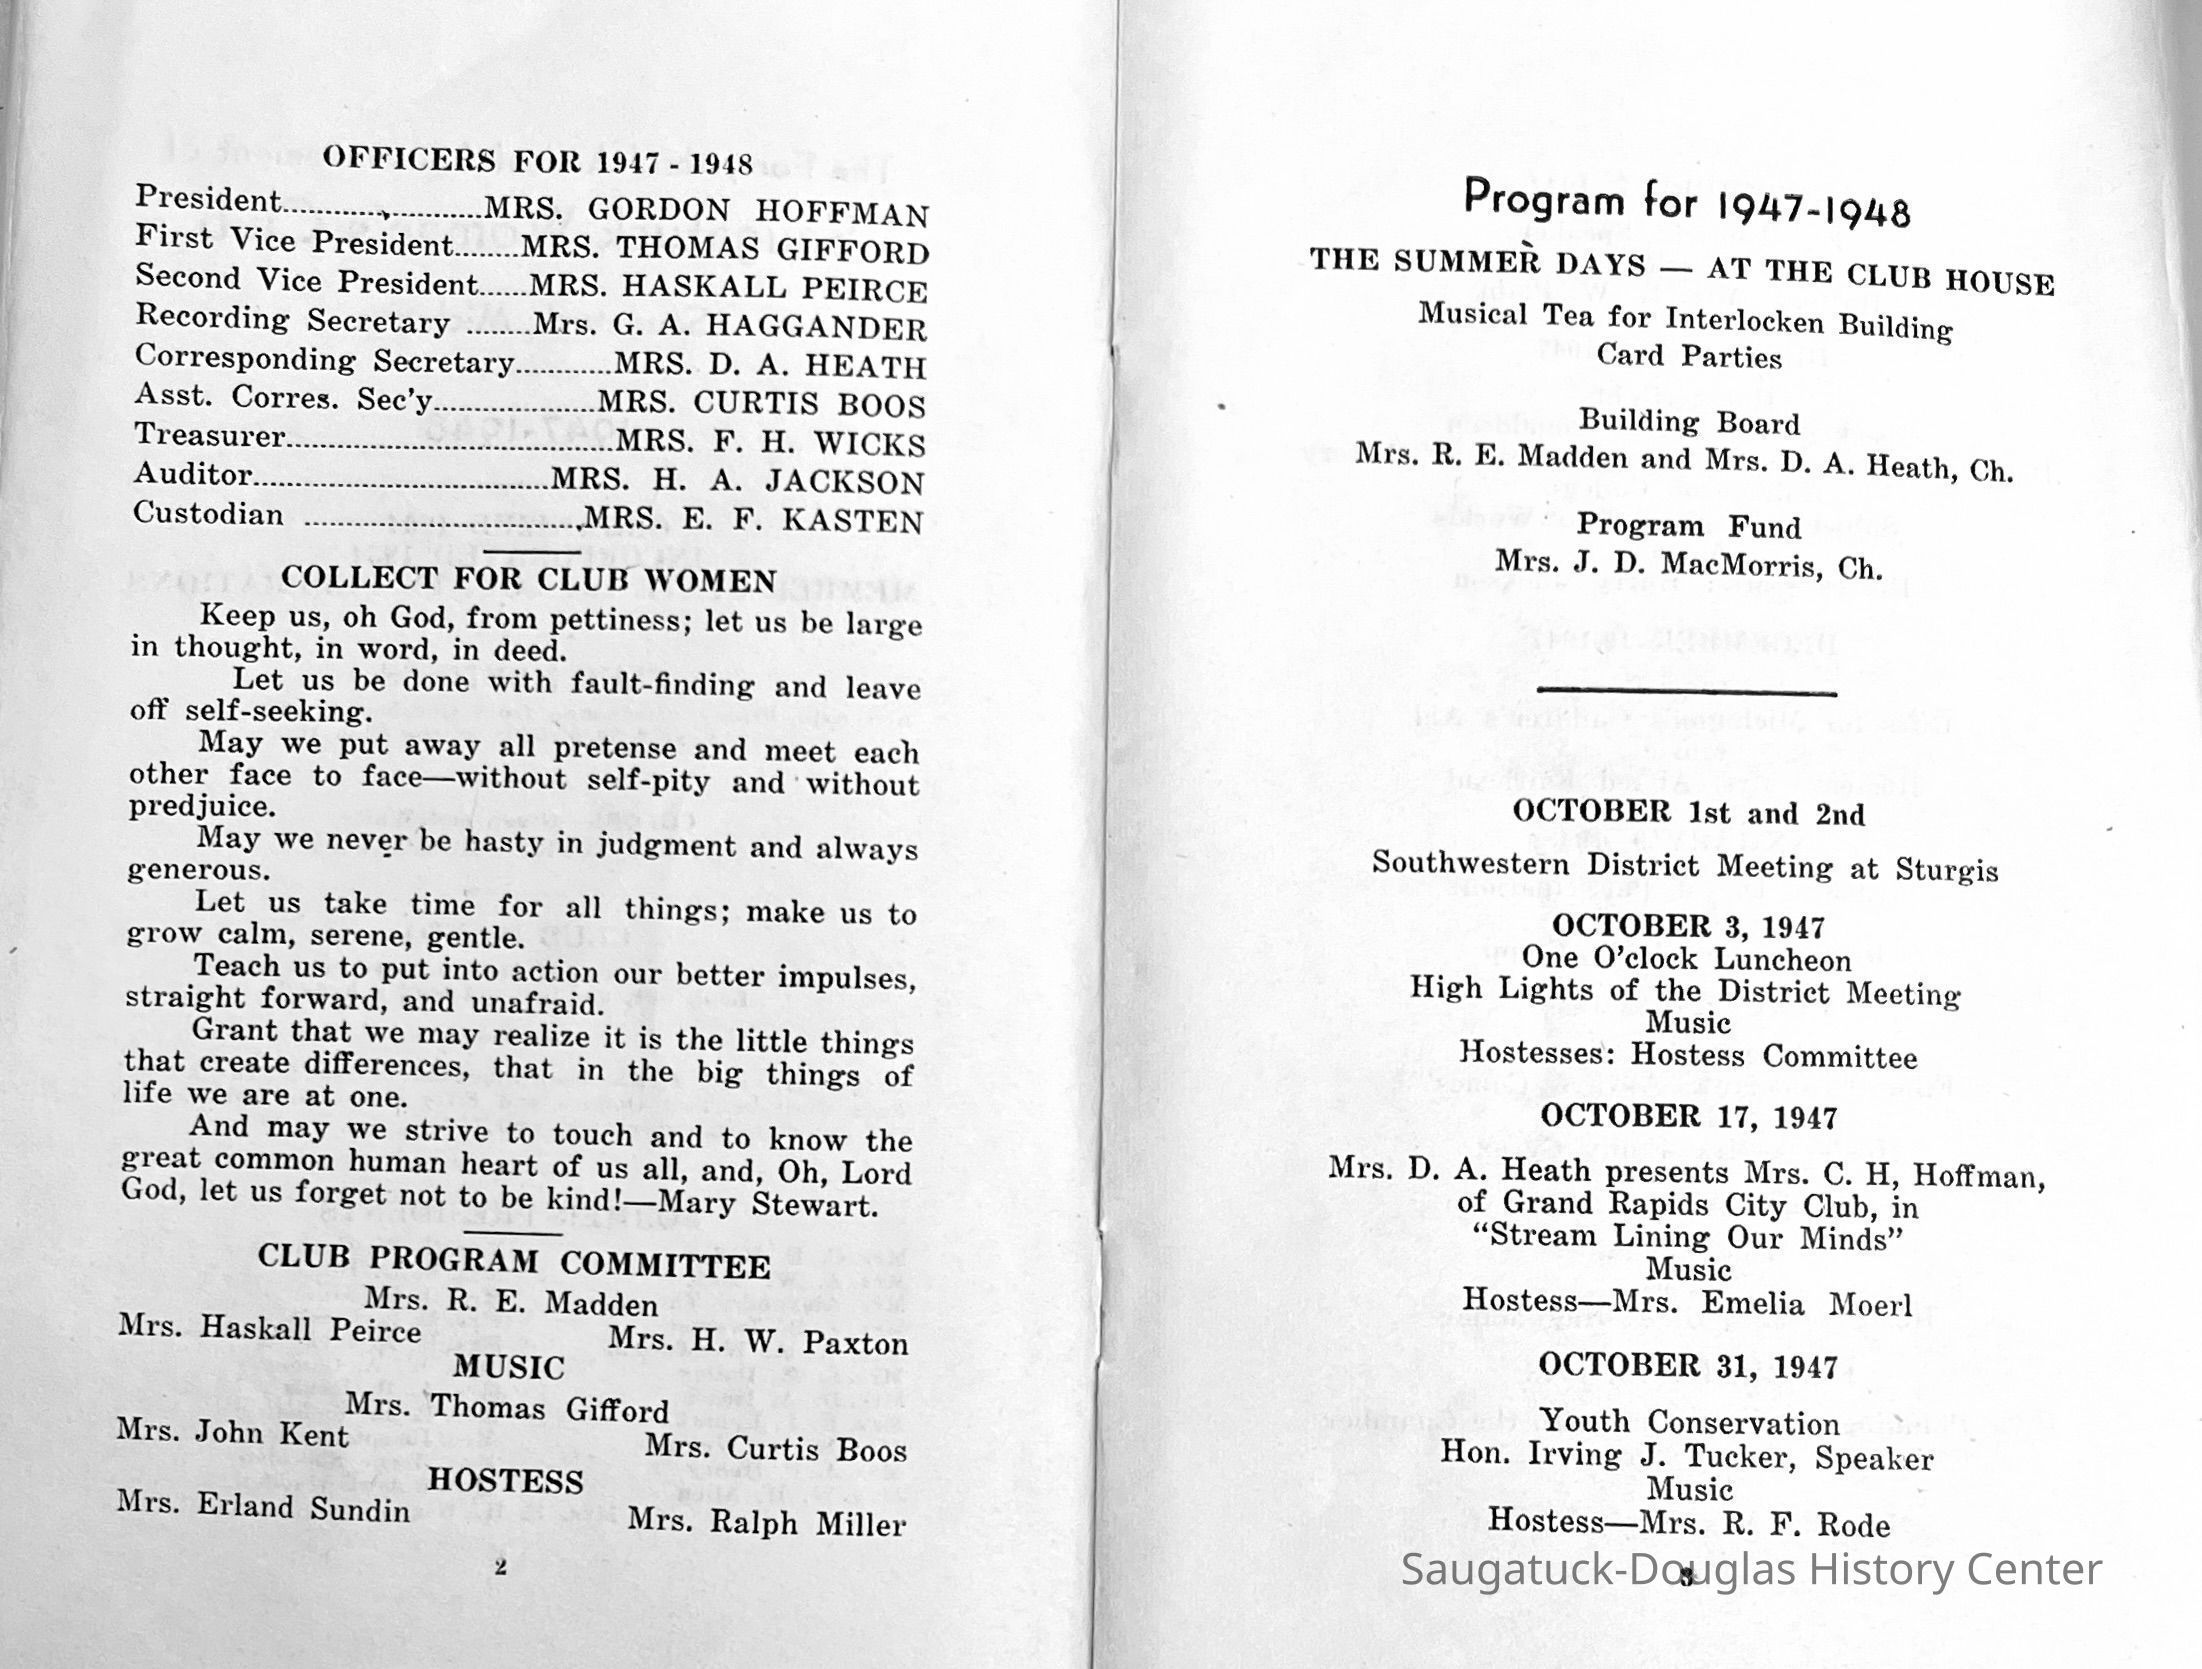 OFFICERS FOR 1947 - 1948
President........................MRS. GORDON HOFFMAN
First Vice President........MRS. THOMAS GIFFORD
Second Vice President......MRS. HASKALL PEIRCE
Recording Secretary ........Mrs. G. A. HAGGANDER
Corresponding Secretary............MRS. D. A. HEATH
Asst. Corres. Sec'y....................MRS. CURTIS BOOS
Treasurer.........................................MRS. F. H. WICKS
Auditor.....................................MRS. H. A. JACKSON
Custodian ...................................MRS. E. F. KASTEN
COLLECT FOR CLUB WOMEN
Keep us, oh God, from pettiness; let us be large
in thought, in word, in deed.
Let us be done with fault-finding and leave
off self-seeking.
May we put away all pretense and meet each
other face to face—without self-pity and without
predjuice.
May we never be hasty in judgment and always
generous.
Let us take time for all things; make us to
grow calm, serene, gentle.
Teach us to put into action our better impulses,
straight forward, and unafraid.
Grant that we may realize it is the little things
that create differences, that in the big things of
life we are at one.
And may we strive to touch and to know the
great common human heart of us all, and, Oh, Lord
God, let us forget not to be kind!—Mary Stewart.
CLUB PROGRAM COMMITTEE
Mrs. R. E. Madden
Mrs. Haskall Peirce Mrs. H. W. Paxton
MUSIC
Mrs. Thomas Gifford
Mrs. John Kent Mrs. Curtis Boos
HOSTESS
Mrs. Erland Sundin Mrs. Ralph Miller
2
Program for 1947-1948
THE SUMMER DAYS — AT THE CLUB HOUSE
Musical Tea for Interlocken Building
Card Parties
Building Board
Mrs. R. E. Madden and Mrs. D. A. Heath, Ch.
Program Fund
Mrs. J. D. MacMorris, Ch.
OCTOBER 1st and 2nd
Southwestern District Meeting at Sturgis
OCTOBER 3, 1947
One O'clock Luncheon
High Lights of the District Meeting
Music
Hostesses: Hostess Committee
OCTOBER 17, 1947
Mrs. D. A. Heath presents Mrs. C. H, Hoffman,
of Grand Rapids City Club, in
"Stream Lining Our Minds"
Music
Hostess—Mrs. Emelia Moerl
OCTOBER 31, 1947
Youth Conservation
Hon. Irving J. Tucker, Speaker
Music
Hostess—Mrs. R. F. Rode
3
Saugatuck-Douglas History Center